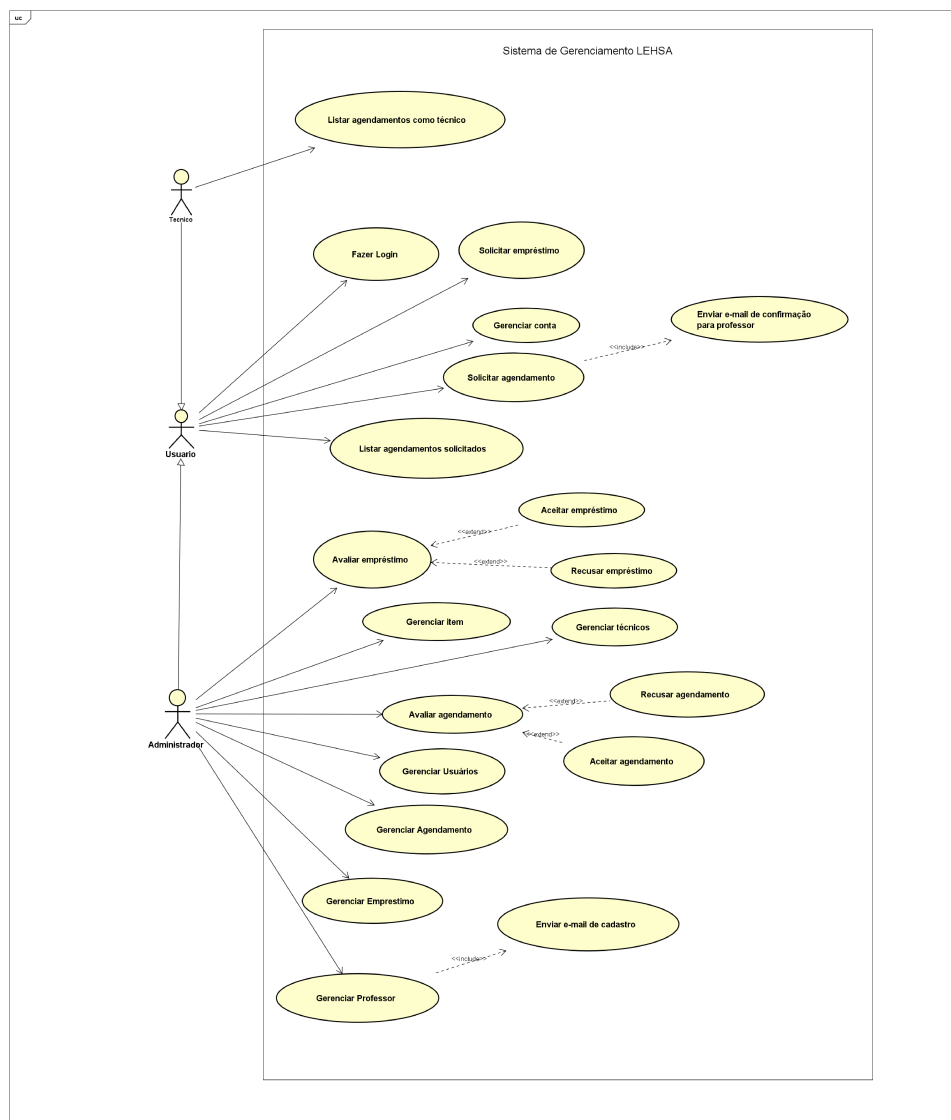 uc
Sistema de Gerenciamento LEHSA
Listar agendamentos como técnico
Tecnico
Fazer Login
Solicitar empréstimo
Gerenciar conta
Enviar e-mail de confirmação
para professor
<<include>>
Solicitar agendamento
Usuario
Listar agendamentos solicitados
Aceitar empréstimo
<<extend>>
Avaliar empréstimo
<<extend>>
Recusar empréstimo
Gerenciar item
Gerenciar técnicos
Recusar agendamento
<<extend>>
Avaliar agendamento
<<extend>>
Administrador
Aceitar agendamento
Gerenciar Usuários
Gerenciar Agendamento
Gerenciar Emprestimo
Enviar e-mail de cadastro
<<include>>
Gerenciar Professor